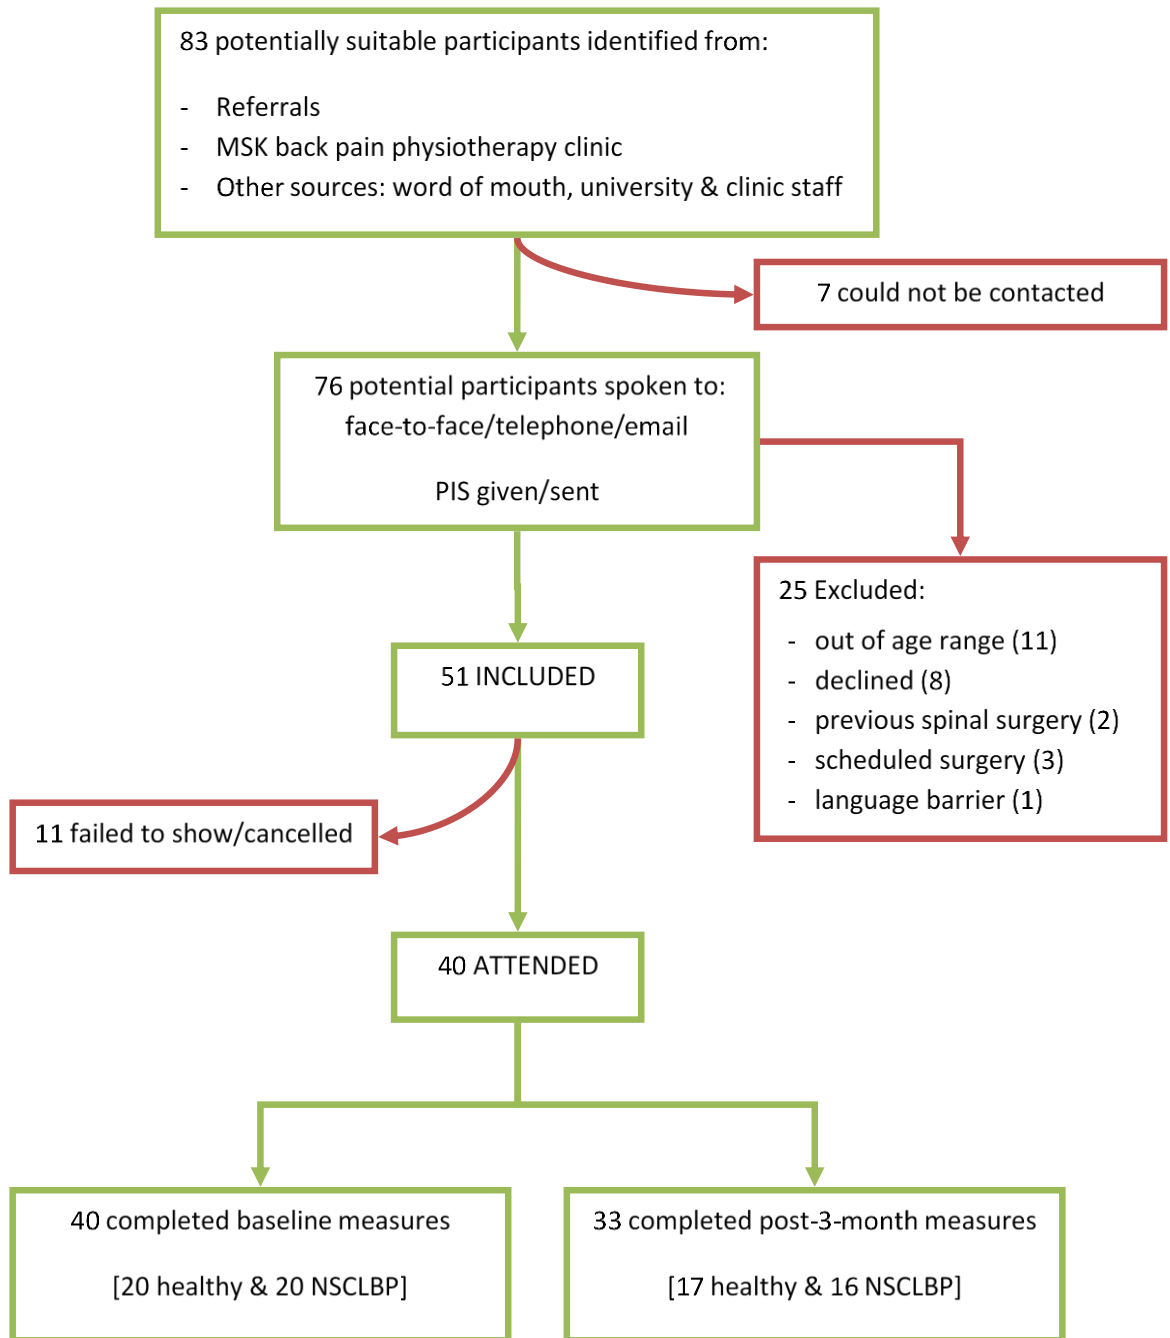 83 potentially suitable participants identified from:
- Referrals
- MSK back pain physiotherapy clinic
- Other sources: word of mouth, university & clinic staff
7 could not be contacted
76 potential participants spoken to:
face-to-face/telephone/email
PIS given/sent
25 Excluded:
- out of age range (11)
- declined (8)
- previous spinal surgery (2)
- scheduled surgery (3)
- language barrier (1)
51 INCLUDED
11 failed to show/cancelled
40 ATTENDED
40 completed baseline measures
[20 healthy & 20 NSCLBP]
33 completed post-3-month measures
[17 healthy & 16 NSCLBP]